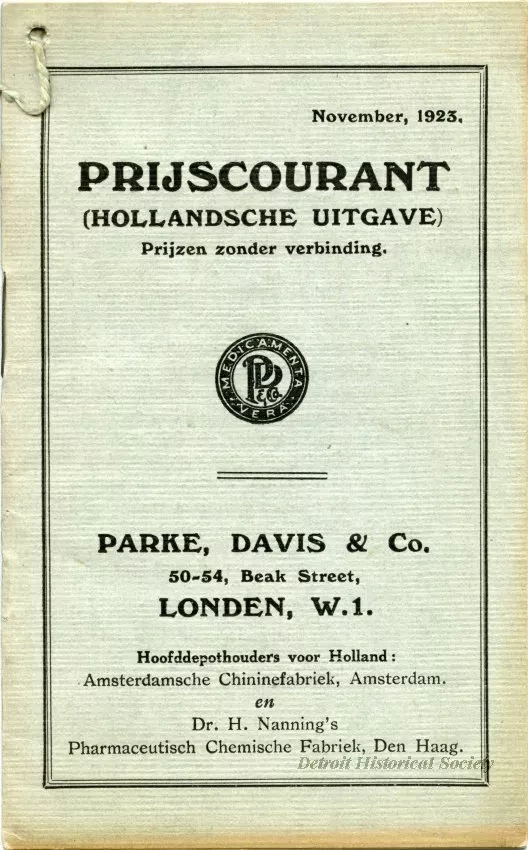 November, 1923.
PRIJSCOURANT
(HOLLANDSCHE UITGAVE)
Prijzen zonder verbinding.
MEDICAMENTA
P.D. & Co.
VERA
PARKE, DAVIS & Co.
50-54, Beak Street,
LONDEN, W.1.
Hoofddepothouders voor Holland:
Amsterdamsche Chininefabriek, Amsterdam.
en
Dr. H. Nanning's
Pharmaceutisch Chemische Fabriek, Den Haag.
Detroit Historical Society